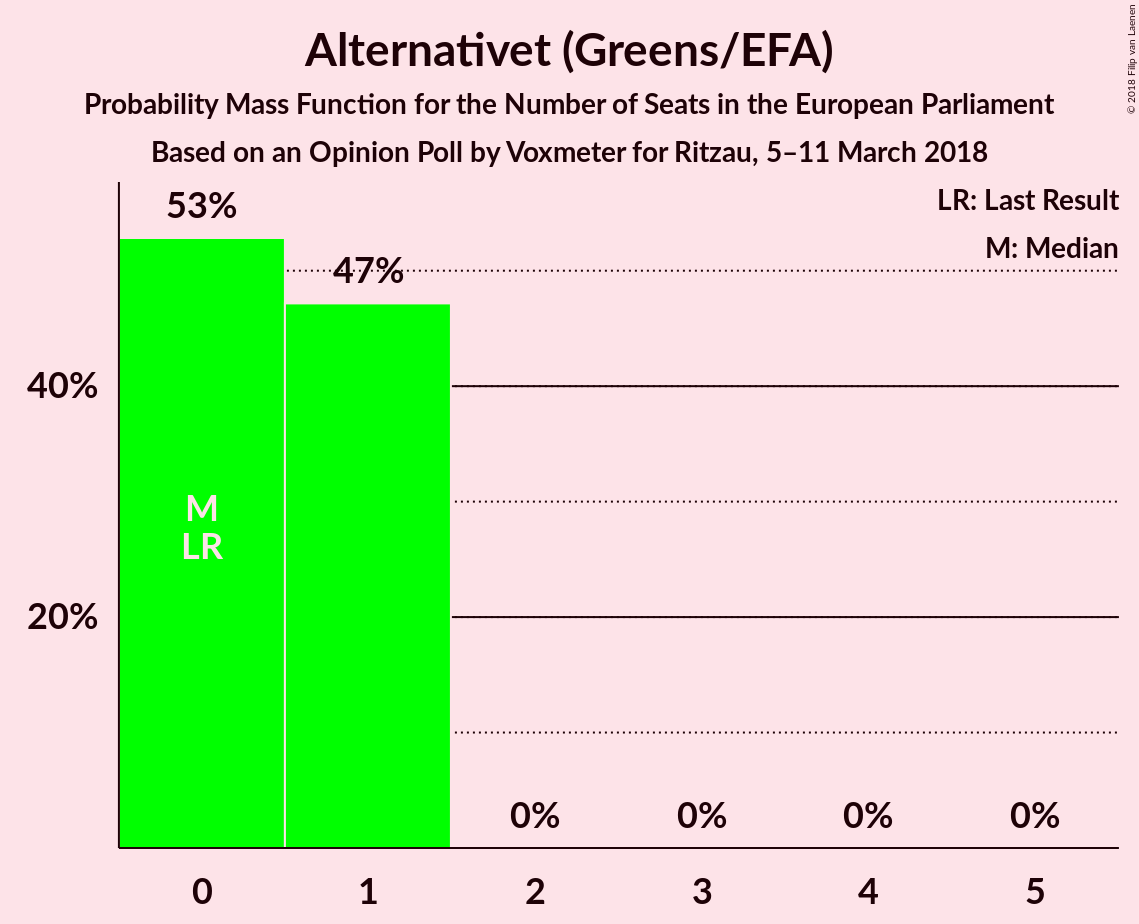 Alternativet (Greens/EFA)
Probability Mass Function for the Number of Seats in the European Parliament
Based on an Opinion Poll by Voxmeter for Ritzau, 5–11 March 2018
© 2018 Filip van Laenen
LR: Last Result
M: Median
53%
47%
40%
20%
M
LR
0%
0%
0%
0%
0
1
2
3
4
5